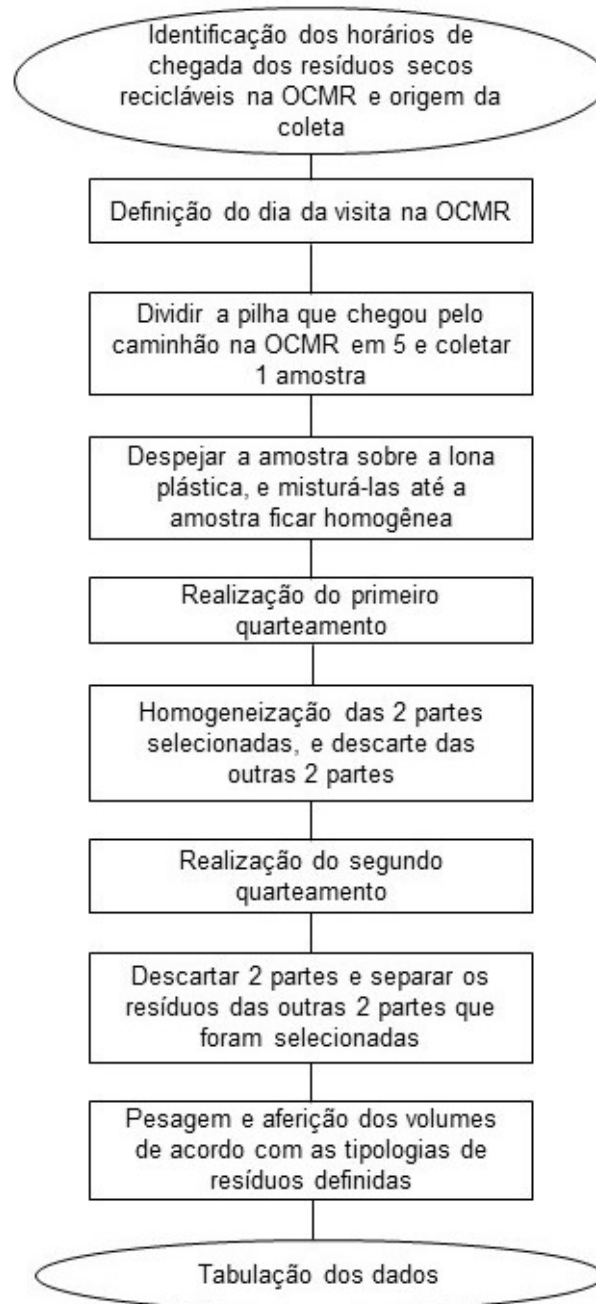 Identificação dos horários de
chegada dos resíduos secos
recicláveis na OCMR e origem da
coleta
Definição do dia da visita na OCMR
Dividir a pilha que chegou pelo
caminhão na OCMR em 5 e coletar
1 amostra
Despejar a amostra sobre a lona
plástica, e misturá-las até a
amostra ficar homogênea
Realização do primeiro
quarteamento
Homogeneização das 2 partes
selecionadas, e descarte das
outras 2 partes
Realização do segundo
quarteamento
Descartar 2 partes e separar os
resíduos das outras 2 partes que
foram selecionadas
Pesagem e aferição dos volumes
de acordo com as tipologias de
resíduos definidas
Tabulação dos dados